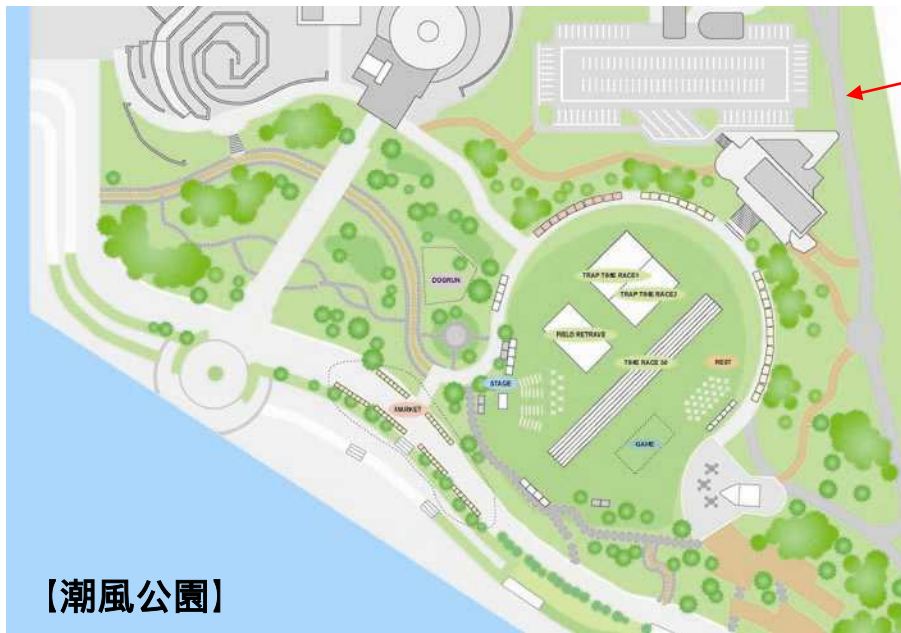 DOGRUN
TRAP TIME RACE1
TRAP TIME RACE2
FIELD RETRAVE
TIME RACE 50
REST
STAGE
MARKET
GAME
【潮風公園】